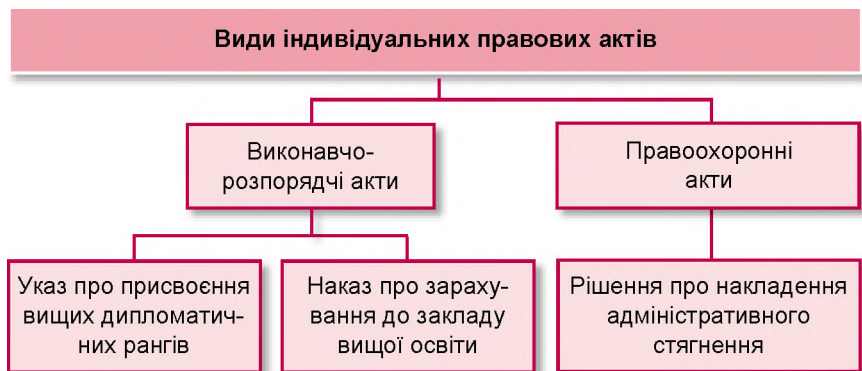 Види індивідуальних правових актів
Виконавчо-
розпорядчі акти
Правоохоронні
акти
Указ про присвоєння
вищих дипломатич-
них рангів
Наказ про зараху-
вання до закладу
вищої освіти
Рішення про накладення
адміністративного
стягнення